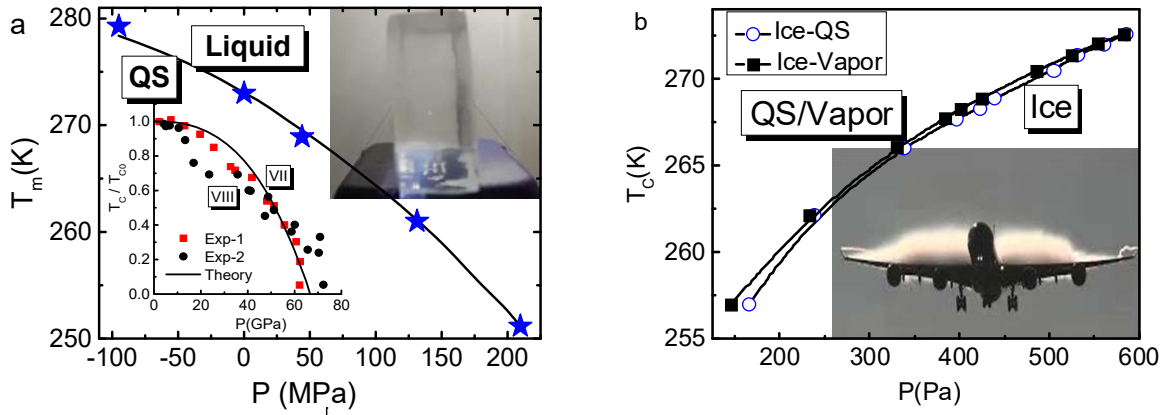 a
280
270
260
250
T_m(K)
-100 -50 0 50 100 150 200
P (MPa)
Liquid
QS
1.0
0.8
0.6
0.4
0.2
0.0
T_C / T_C0
VIII
VII
Exp-1
Exp-2
Theory
0 20 40 60 80
P(GPa)
b
270
265
260
255
T_C(K)
200 300 400 500 600
P(Pa)
Ice-QS
Ice-Vapor
QS/Vapor
Ice